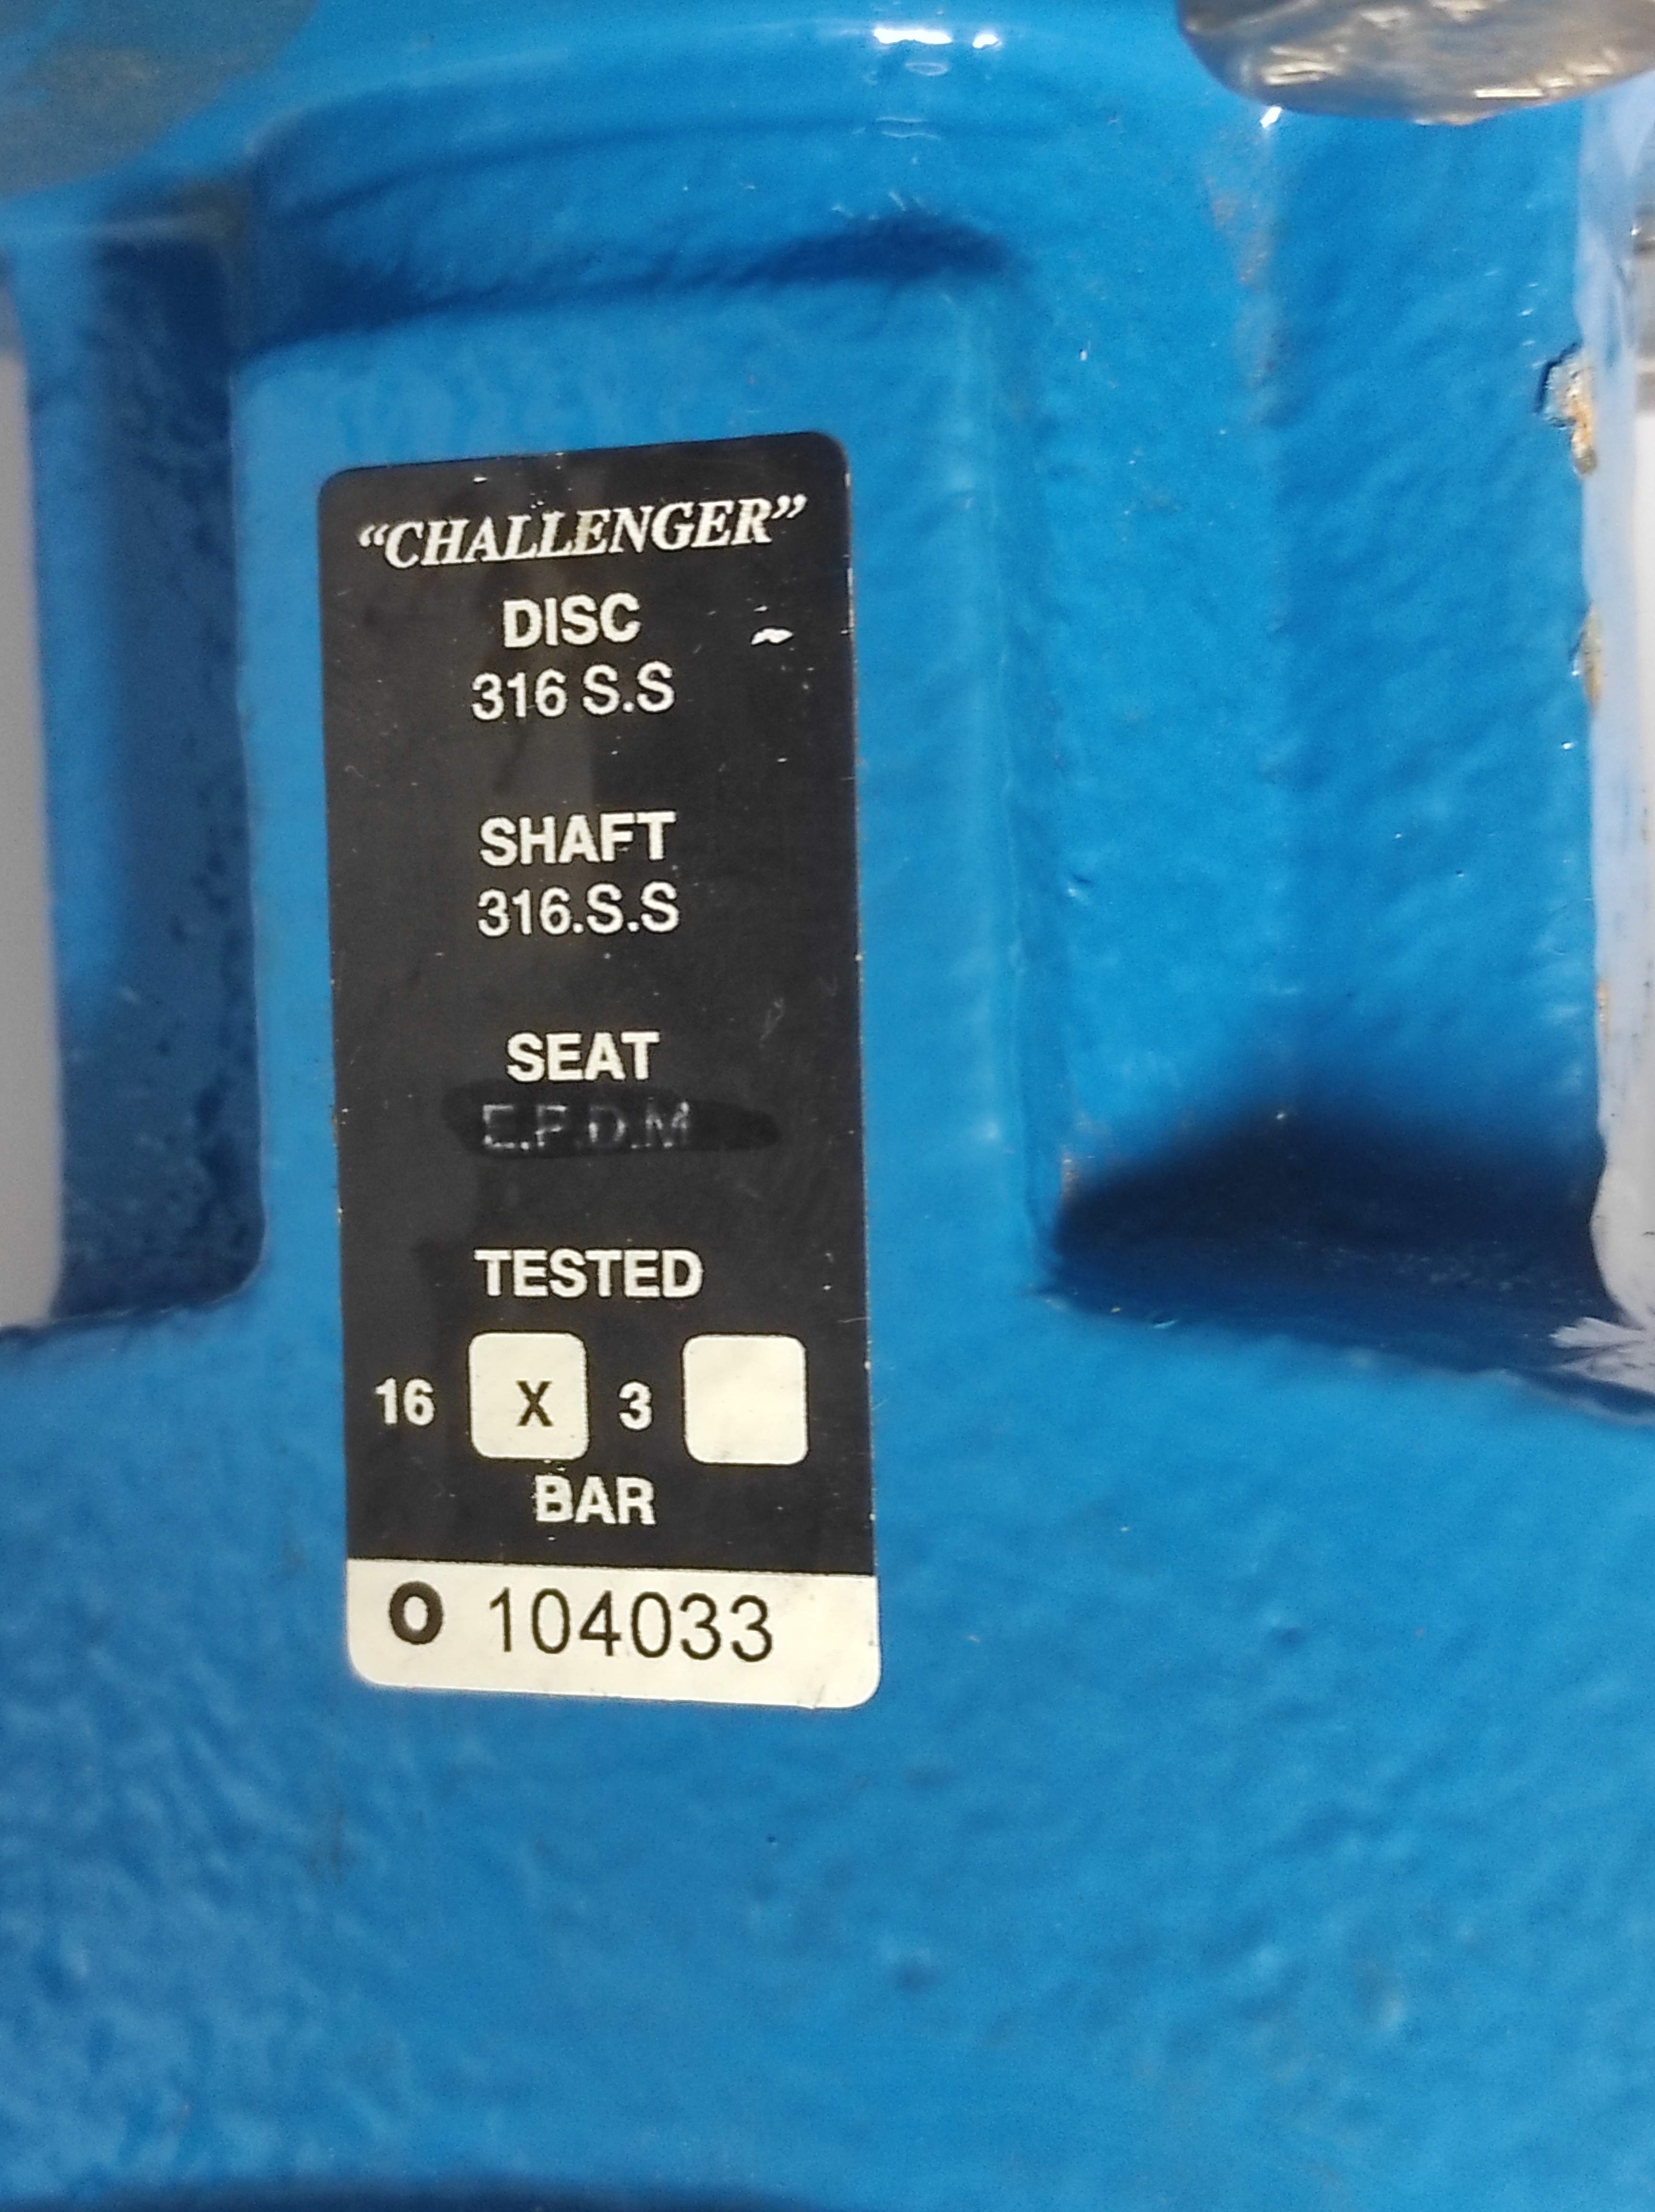 “CHALLENGER”
DISC
316 S.S
SHAFT
316.S.S
SEAT
E.P.D.M
TESTED
16 X 3
BAR
O 104033